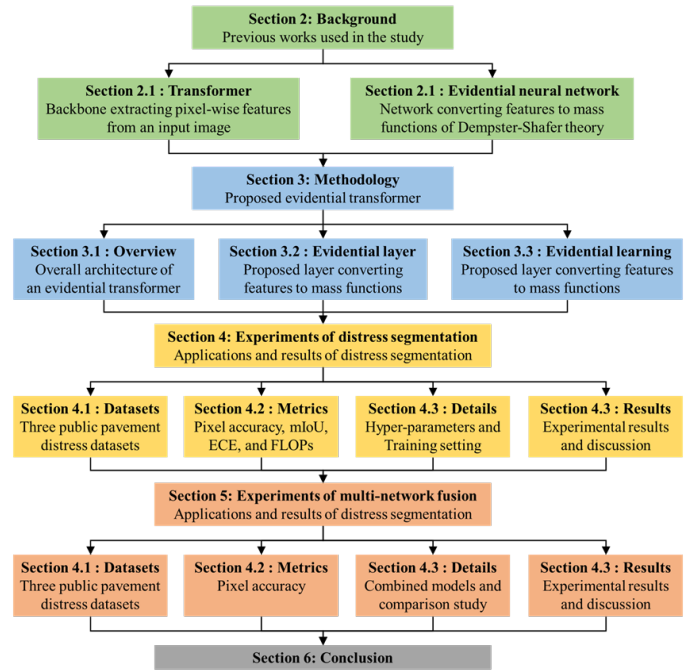 Section 2: Background
Previous works used in the study
Section 2.1 : Transformer
Backbone extracting pixel-wise features
from an input image
Section 2.1 : Evidential neural network
Network converting features to mass
functions of Dempster-Shafer theory
Section 3: Methodology
Proposed evidential transformer
Section 3.1 : Overview
Overall architecture of
an evidential transformer
Section 3.2 : Evidential layer
Proposed layer converting
features to mass functions
Section 3.3 : Evidential learning
Proposed layer converting features
to mass functions
Section 4: Experiments of distress segmentation
Applications and results of distress segmentation
Section 4.1 : Datasets
Three public pavement
distress datasets
Section 4.2 : Metrics
Pixel accuracy, mIoU,
ECE, and FLOPs
Section 4.3 : Details
Hyper-parameters and
Training setting
Section 4.3 : Results
Experimental results
and discussion
Section 5: Experiments of multi-network fusion
Applications and results of distress segmentation
Section 4.1 : Datasets
Three public pavement
distress datasets
Section 4.2 : Metrics
Pixel accuracy
Section 4.3 : Details
Combined models and
comparison study
Section 4.3 : Results
Experimental results
and discussion
Section 6: Conclusion